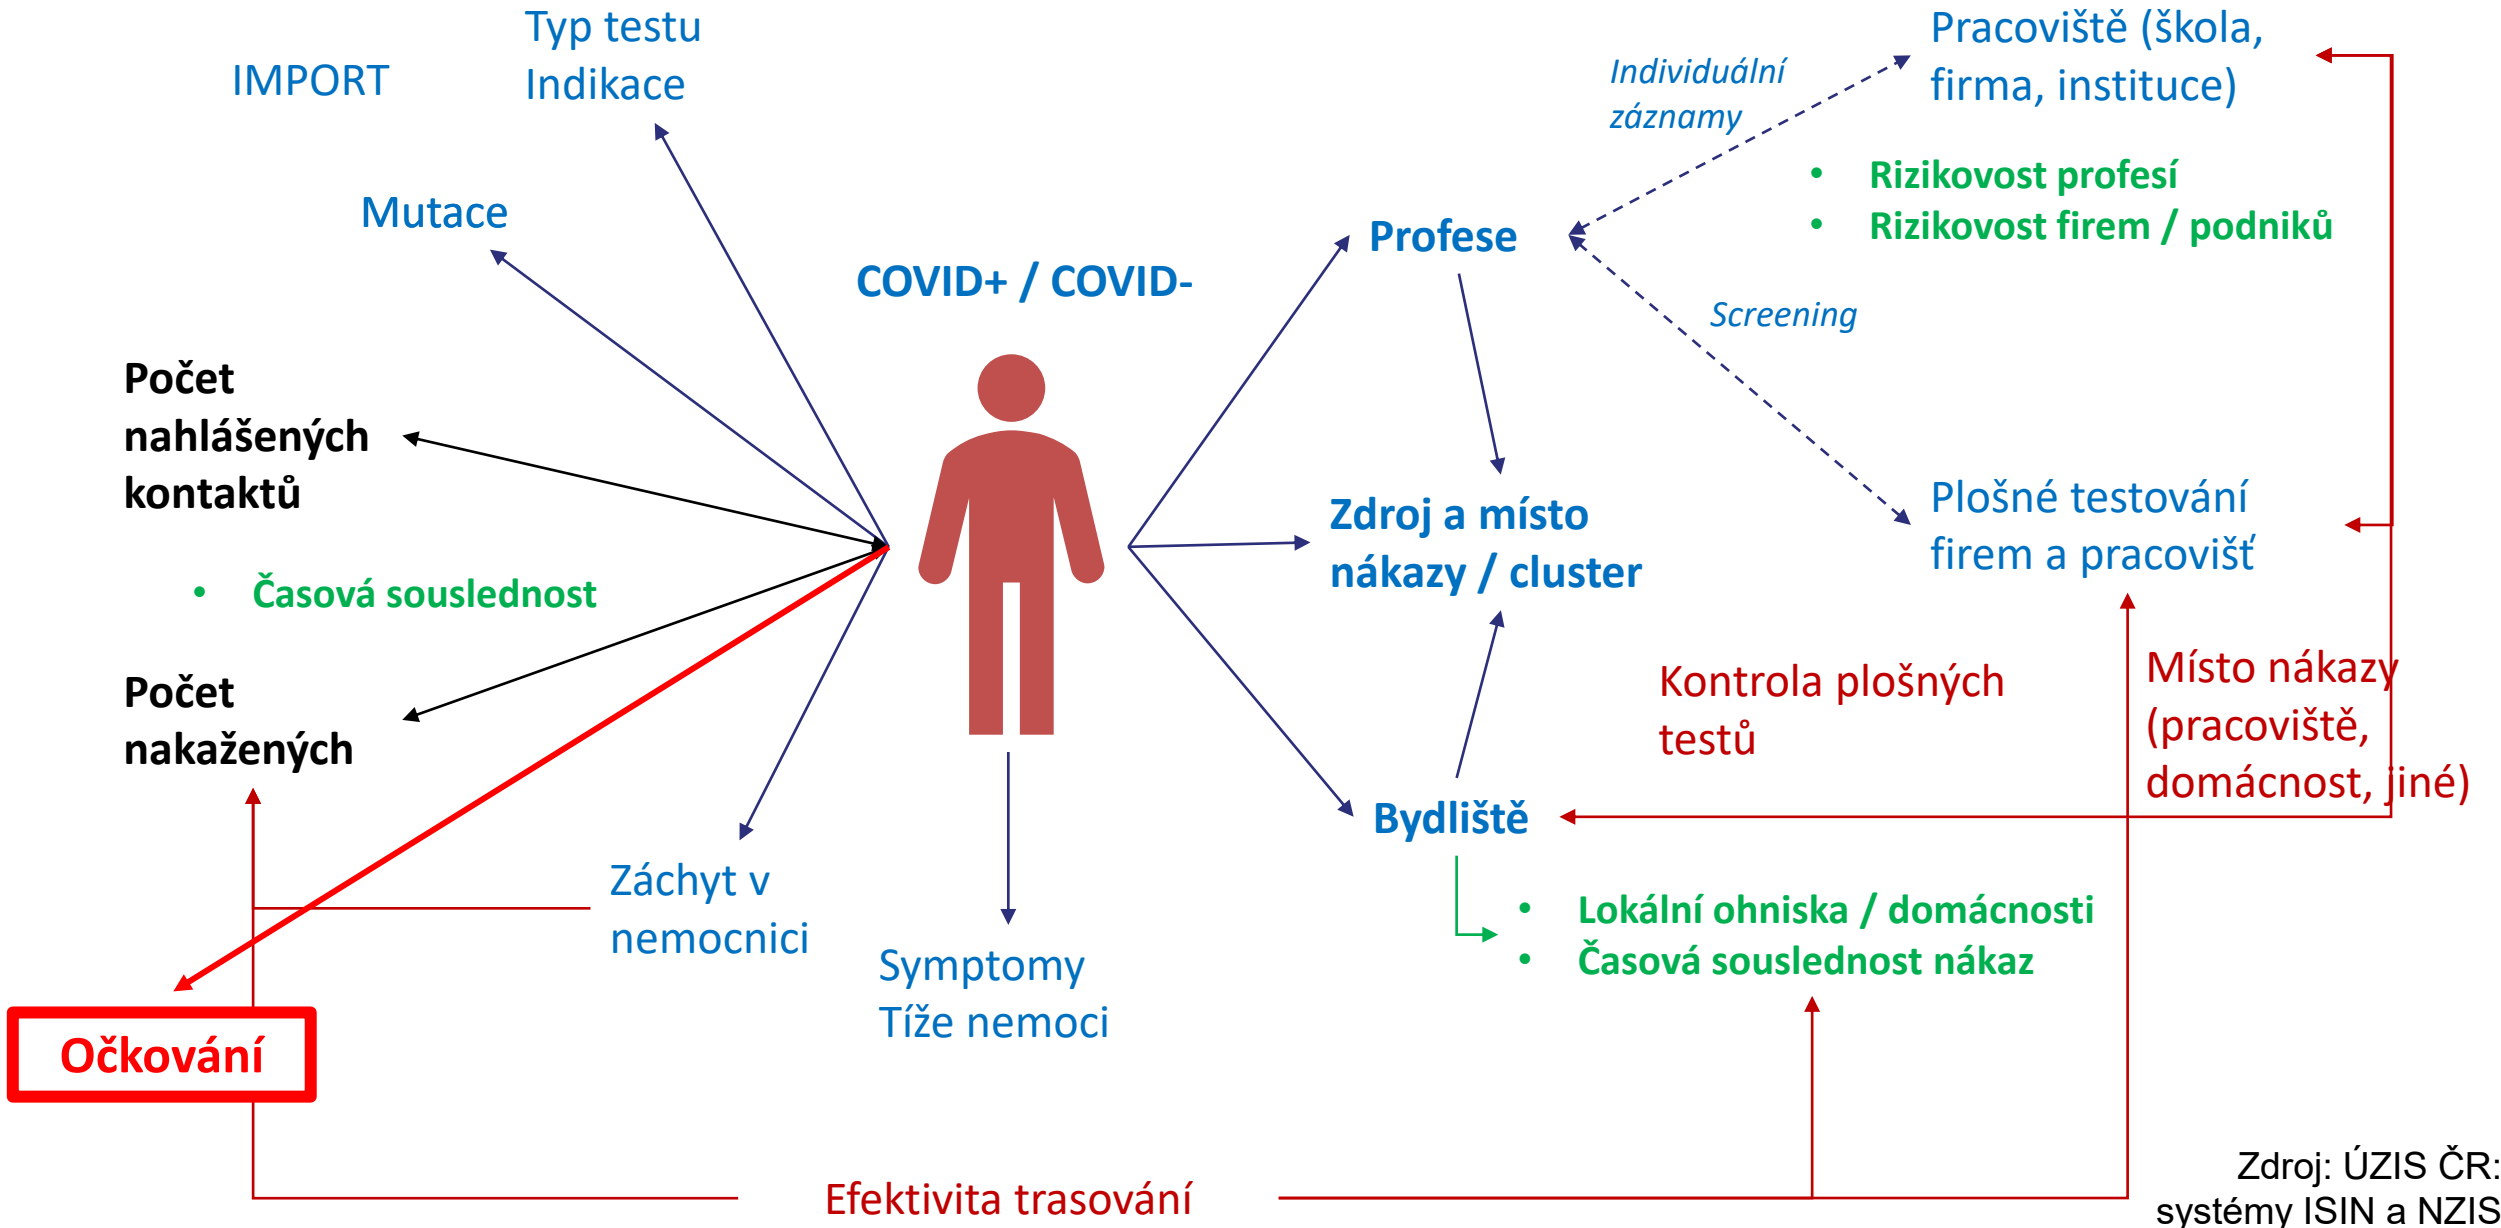 Typ testu
Indikace
IMPORT
Mutace
COVID+ / COVID-
Počet
nahlášených
kontaktů
• Časová souslednost
Počet
nakažených
Očkování
Záchyt v
nemocnici
Symptomy
Tíže nemoci
Efektivita trasování
Profese
Zdroj a místo
nákazy / cluster
Bydliště
Individuální
záznamy
Screening
Pracoviště (škola,
firma, instituce)
• Rizikovost profesí
• Rizikovost firem / podniků
Plošné testování
firem a pracovišť
Kontrola plošných
testů
Místo nákazy
(pracoviště,
domácnost, jiné)
• Lokální ohniska / domácnosti
• Časová souslednost nákaz
Zdroj: ÚZIS ČR:
systémy ISIN a NZIS